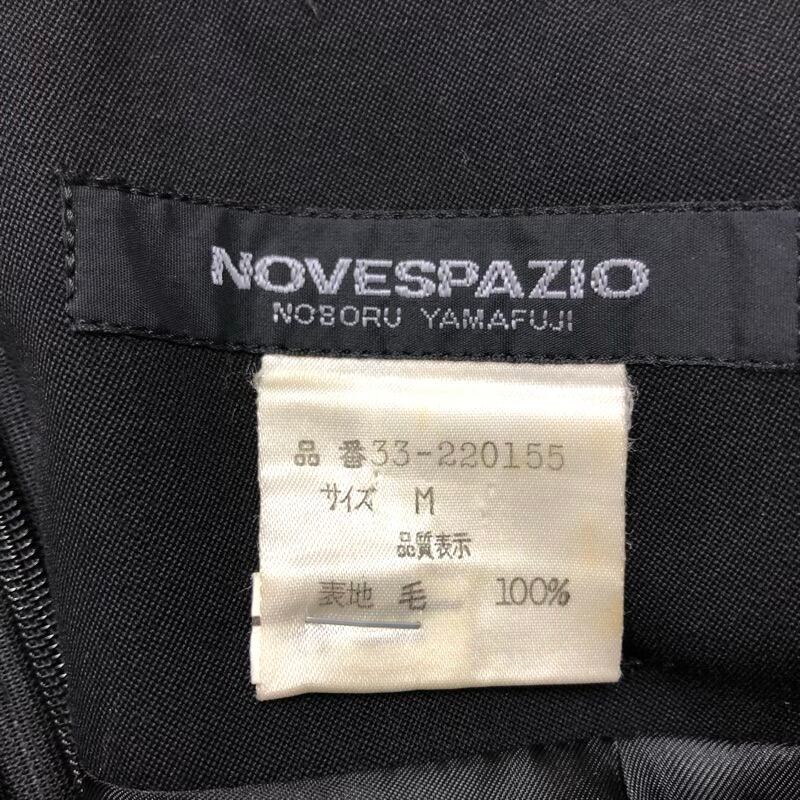 NOVESPAZIO
NOBORU YAMAFUJI
品番33-220155
サイズ M
品質表示
表地 毛 100%